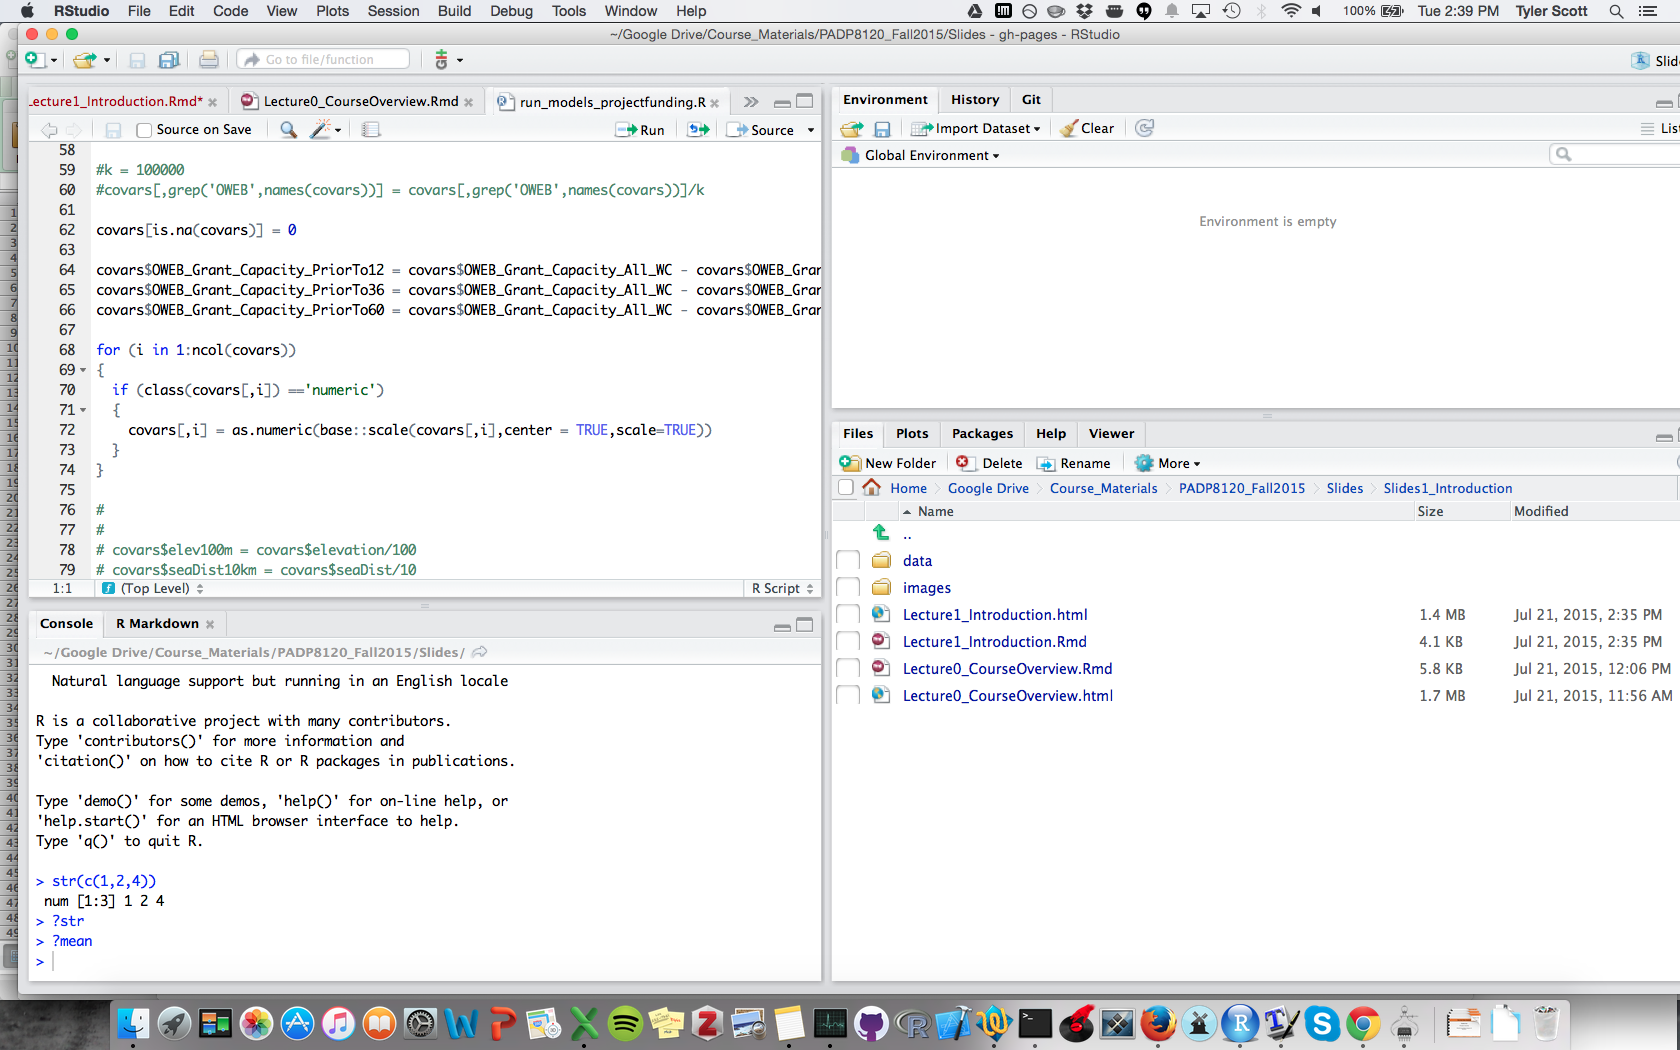 RStudio File Edit Code View Plots Session Build Debug Tools Window Help 100% Tue 2:39 PM Tyler Scott
~/Google Drive/Course_Materials/PADP8120_Fall2015/Slides - gh-pages - RStudio
Go to file/function
Lecture1_Introduction.Rmd* Lecture0_CourseOverview.Rmd run_models_projectfunding.R
Source on Save Run Source
58
59 #k = 100000
60 #covars[,grep('OWEB',names(covars))] = covars[,grep('OWEB',names(covars))]/k
61
62 covars[is.na(covars)] = 0
63
64 covars$OWEB_Grant_Capacity_PriorTo12 = covars$OWEB_Grant_Capacity_All_WC - covars$OWEB_Grar
65 covars$OWEB_Grant_Capacity_PriorTo36 = covars$OWEB_Grant_Capacity_All_WC - covars$OWEB_Grar
66 covars$OWEB_Grant_Capacity_PriorTo60 = covars$OWEB_Grant_Capacity_All_WC - covars$OWEB_Grar
67
68 for (i in 1:ncol(covars))
69 {
70 if (class(covars[,i]) =='numeric')
71 {
72 covars[,i] = as.numeric(base::scale(covars[,i],center = TRUE,scale=TRUE))
73 }
74 }
75
76 #
77 #
78 # covars$elev100m = covars$elevation/100
79 # covars$seaDist10km = covars$seaDist/10
1:1 (Top Level) R Script
Console R Markdown
~/Google Drive/Course_Materials/PADP8120_Fall2015/Slides/
Natural language support but running in an English locale
R is a collaborative project with many contributors.
Type 'contributors()' for more information and
'citation()' on how to cite R or R packages in publications.
Type 'demo()' for some demos, 'help()' for on-line help, or
'help.start()' for an HTML browser interface to help.
Type 'q()' to quit R.
> str(c(1,2,4))
num [1:3] 1 2 4
> ?str
> ?mean
>
Environment History Git
Import Dataset Clear
Global Environment
Environment is empty
Files Plots Packages Help Viewer
New Folder Delete Rename More
Home Google Drive Course_Materials PADP8120_Fall2015 Slides Slides1_Introduction
Name Size Modified
..
data
images
Lecture1_Introduction.html 1.4 MB Jul 21, 2015, 2:35 PM
Lecture1_Introduction.Rmd 4.1 KB Jul 21, 2015, 2:35 PM
Lecture0_CourseOverview.Rmd 5.8 KB Jul 21, 2015, 12:06 PM
Lecture0_CourseOverview.html 1.7 MB Jul 21, 2015, 11:56 AM